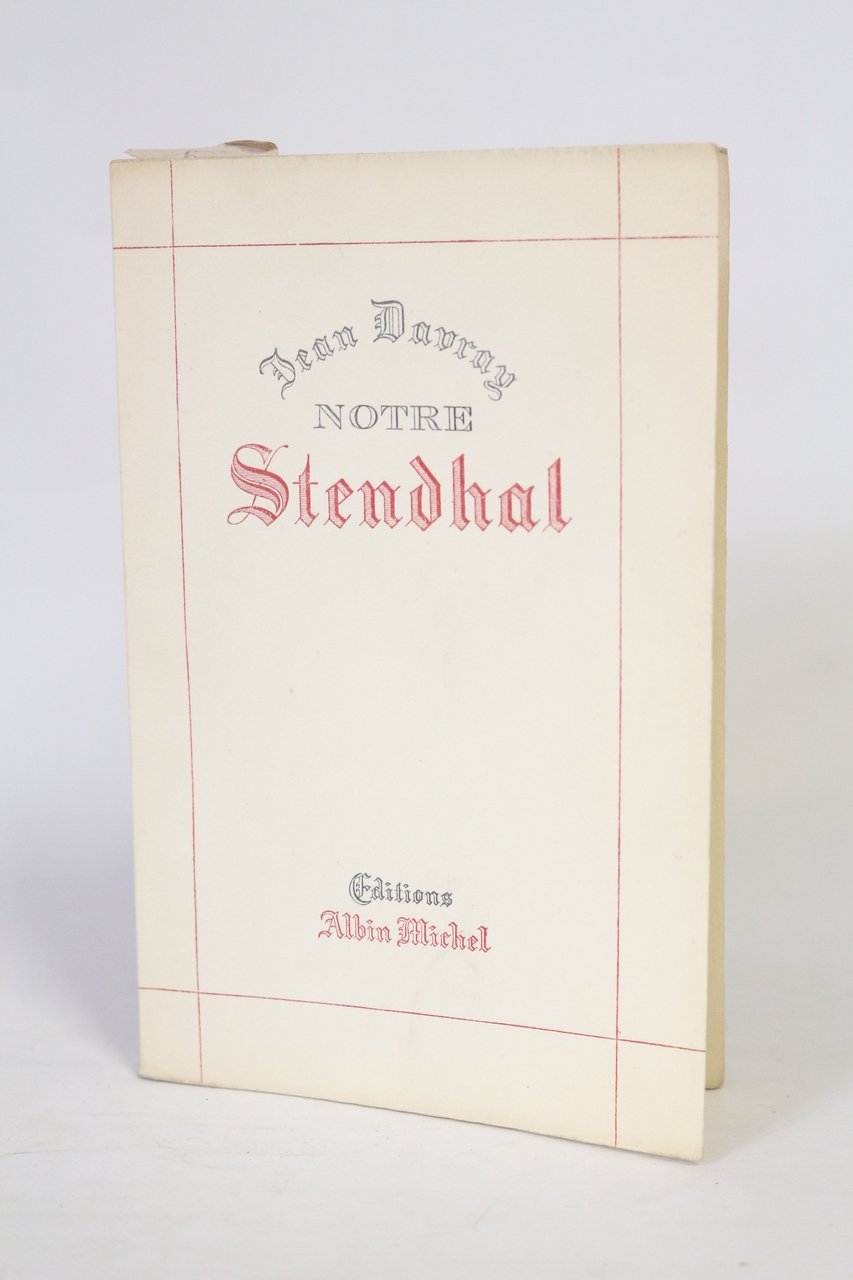 Jean Davray
NOTRE
Stendhal
Editions
Albin Michel